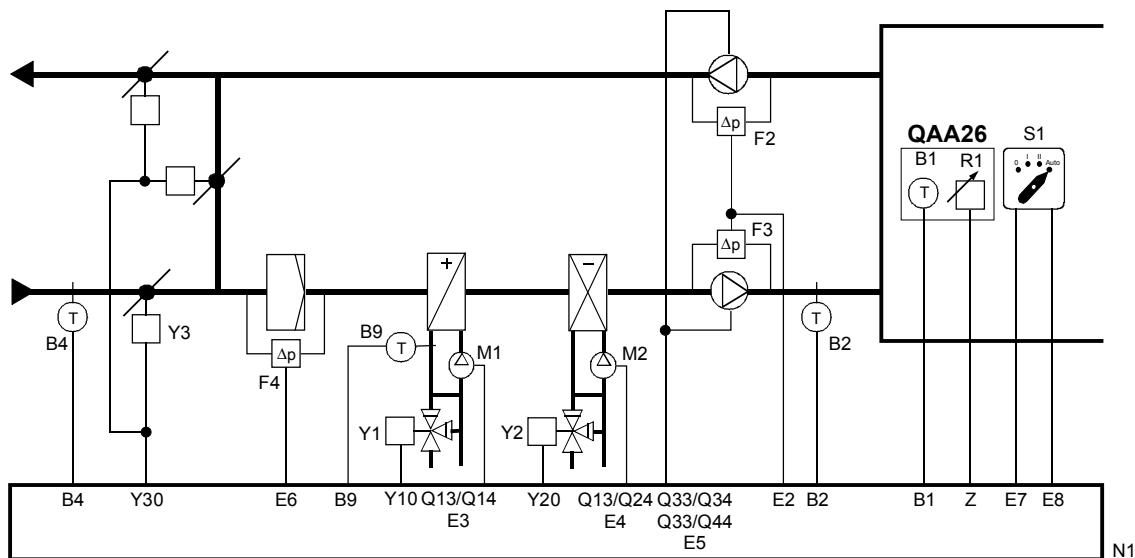 Δp
F2
QAA26
S1
B1
R1
0 I II Auto
T
F3
Δp
+
−
T
B4
Y3
Δp
F4
B9
T
M1
M2
T
B2
Y1
Y2
B4 Y30 E6 B9 Y10 Q13/Q14 Y20 Q13/Q24 Q33/Q34 E2 B2 B1 Z E7 E8
E3 E4 Q33/Q44
E5
N1